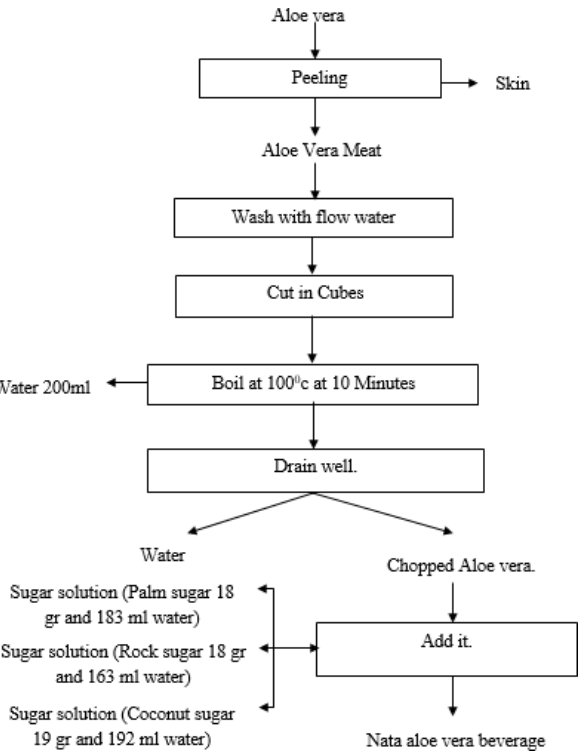 Aloe vera
Peeling
Skin
Aloe Vera Meat
Wash with flow water
Cut in Cubes
Water 200ml
Boil at 100⁰c at 10 Minutes
Drain well.
Water
Chopped Aloe vera.
Sugar solution (Palm sugar 18
gr and 183 ml water)
Add it.
Sugar solution (Rock sugar 18 gr
and 163 ml water)
Sugar solution (Coconut sugar
19 gr and 192 ml water)
Nata aloe vera beverage